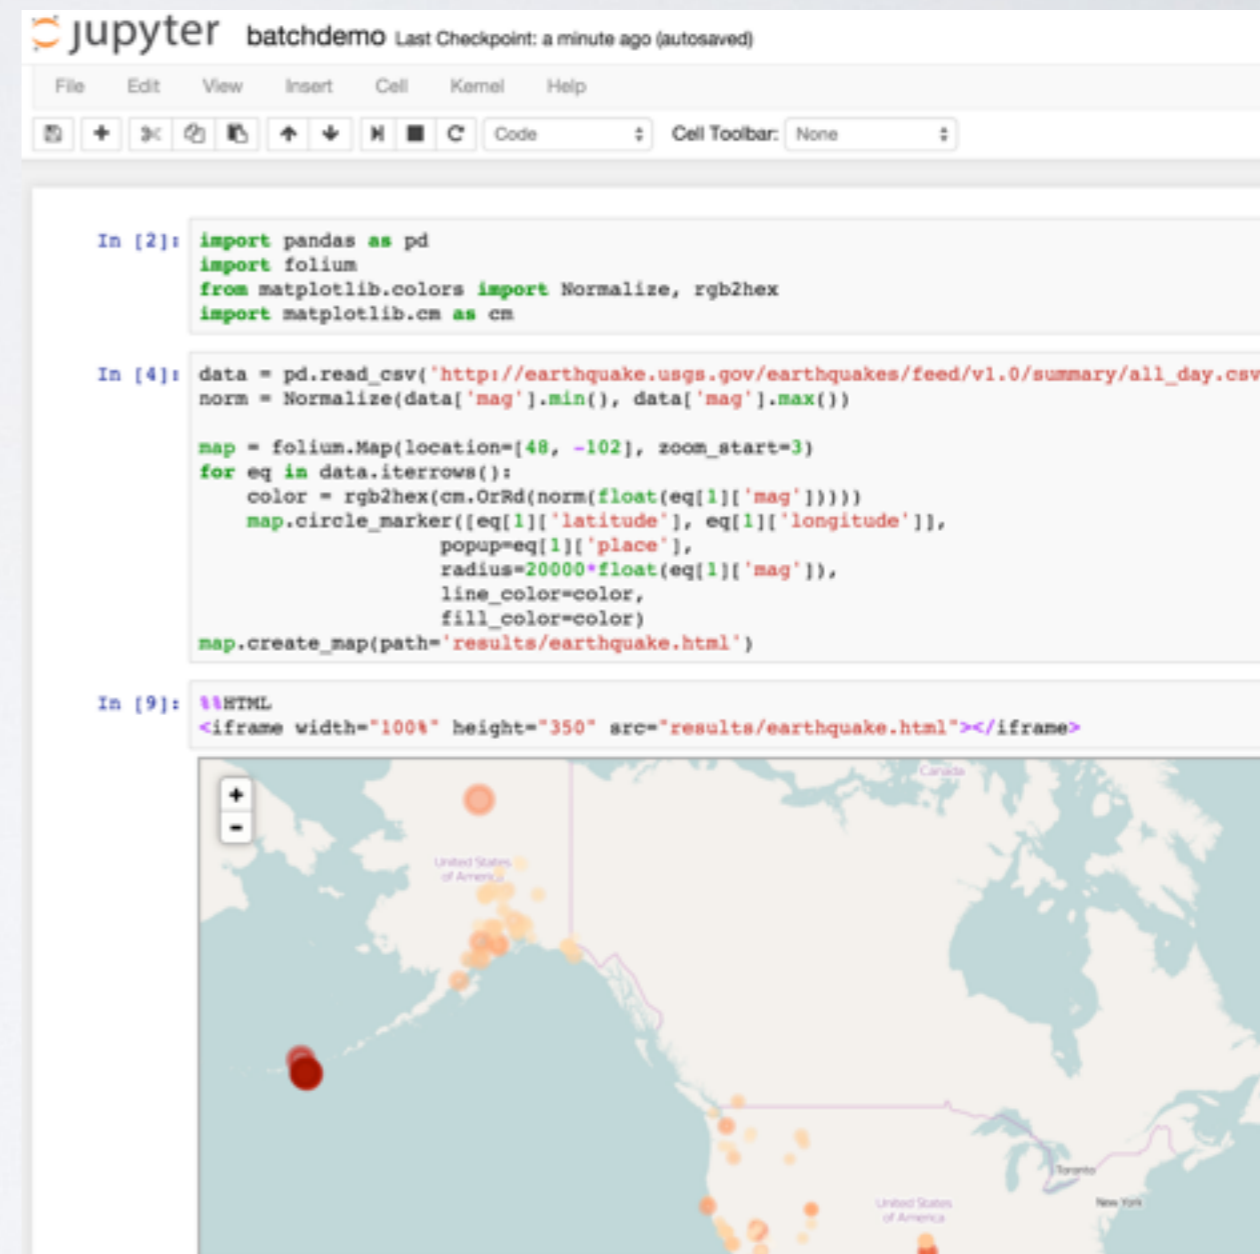 jupyter batchdemo Last Checkpoint: a minute ago (autosaved)
File Edit View Insert Cell Kernel Help
Code Cell Toolbar: None
In [2]: import pandas as pd
import folium
from matplotlib.colors import Normalize, rgb2hex
import matplotlib.cm as cm
In [4]: data = pd.read_csv('http://earthquake.usgs.gov/earthquakes/feed/v1.0/summary/all_day.csv
norm = Normalize(data['mag'].min(), data['mag'].max())
map = folium.Map(location=[48, -102], zoom_start=3)
for eq in data.iterrows():
    color = rgb2hex(cm.OrRd(norm(float(eq[1]['mag']))))
    map.circle_marker([eq[1]['latitude'], eq[1]['longitude']],
                    popup=eq[1]['place'],
                    radius=20000*float(eq[1]['mag']),
                    line_color=color,
                    fill_color=color)
map.create_map(path='results/earthquake.html')
In [9]: %%HTML
<iframe width="100%" height="350" src="results/earthquake.html"></iframe>
Canada
+
-
United States
of America
Toronto
New York
United States
of America